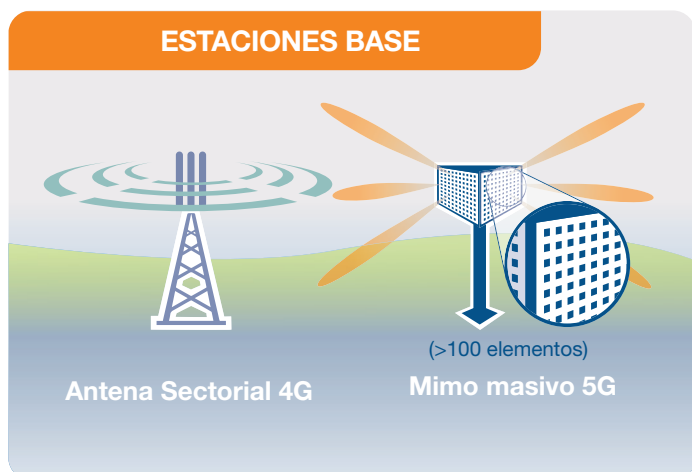 ESTACIONES BASE
(>100 elementos)
Antena Sectorial 4G
Mimo masivo 5G